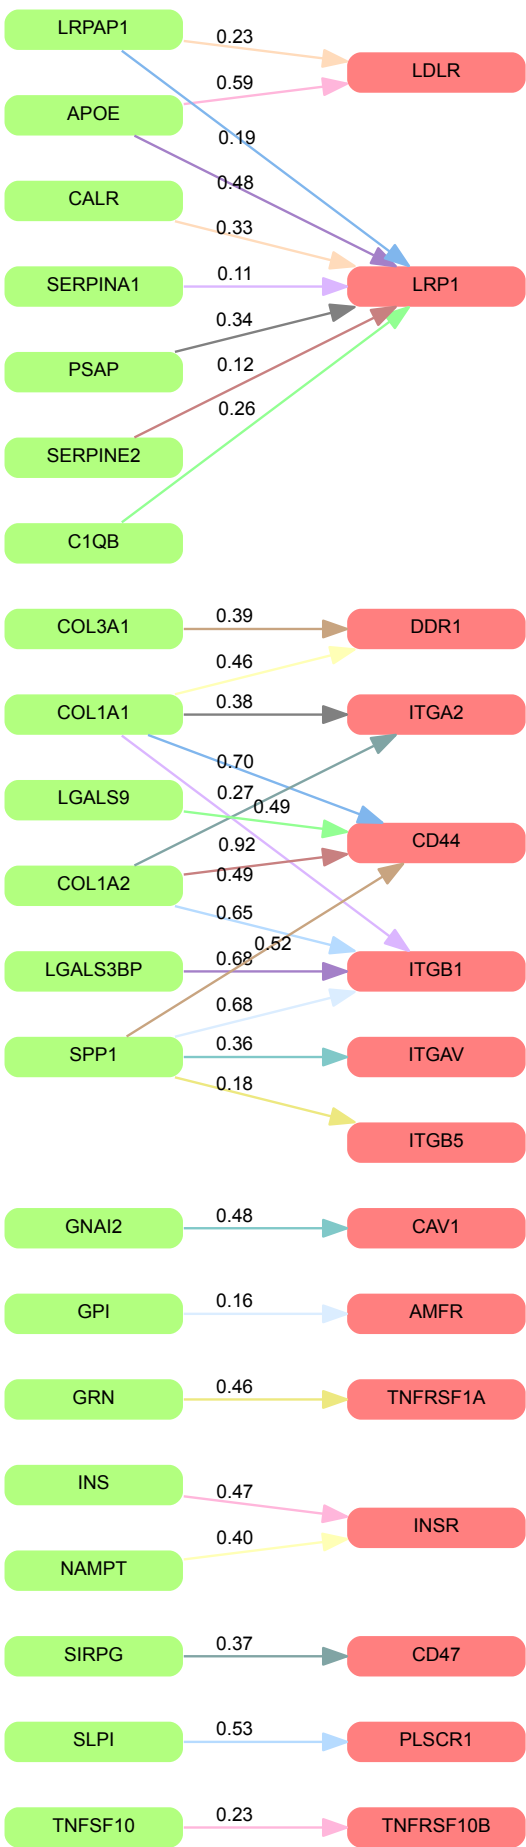 LRPAP1
0.23
LDLR
0.59
APOE
0.19
0.48
CALR
0.33
SERPINA1
0.11
LRP1
0.34
PSAP
0.12
0.26
SERPINE2
C1QB
COL3A1
0.39
DDR1
0.46
COL1A1
0.38
ITGA2
0.70
LGALS9
0.27
0.49
CD44
0.92
COL1A2
0.49
0.65
0.52
0.68
LGALS3BP
ITGB1
0.68
SPP1
0.36
ITGAV
0.18
ITGB5
GNAI2
0.48
CAV1
GPI
0.16
AMFR
GRN
0.46
TNFRSF1A
INS
0.47
INSR
0.40
NAMPT
SIRPG
0.37
CD47
SLPI
0.53
PLSCR1
TNFSF10
0.23
TNFRSF10B